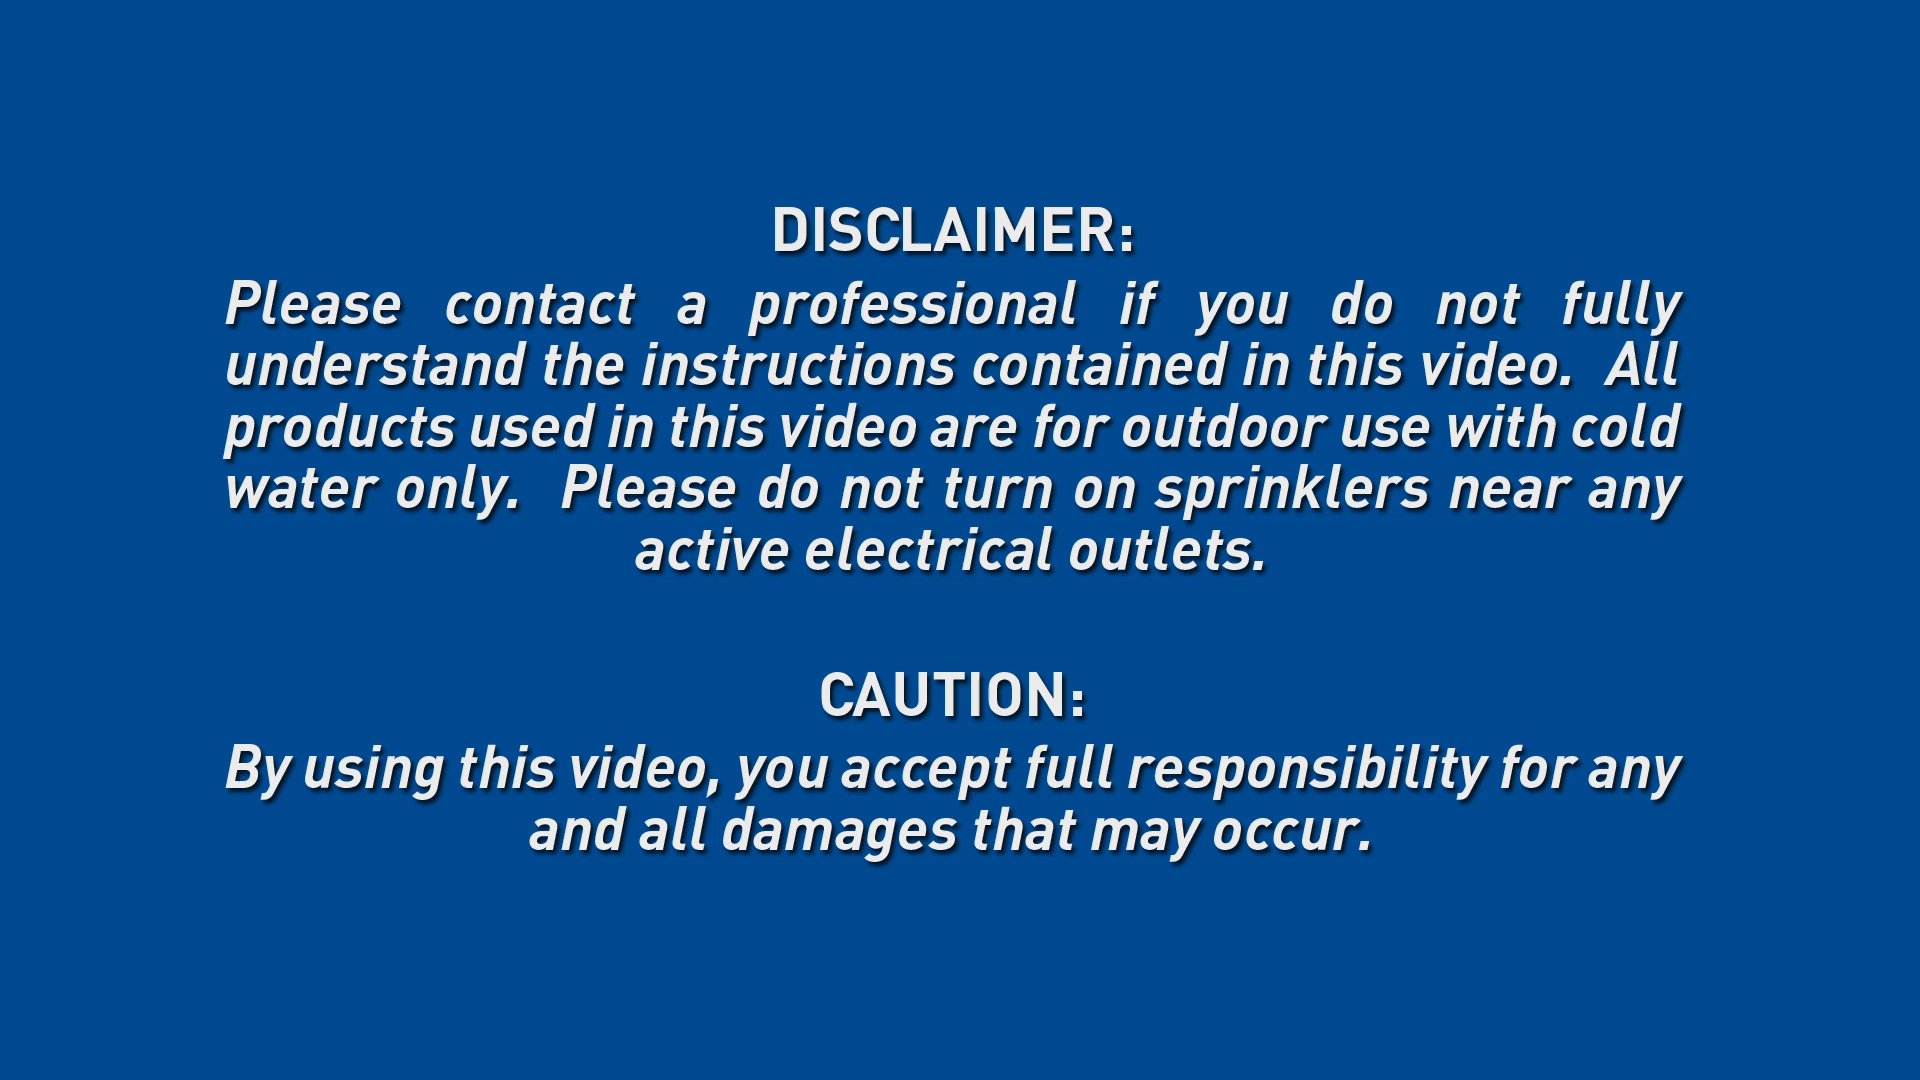 DISCLAIMER:
Please contact a professional if you do not fully
understand the instructions contained in this video.  All
products used in this video are for outdoor use with cold
water only.  Please do not turn on sprinklers near any
active electrical outlets.
CAUTION:
By using this video, you accept full responsibility for any
and all damages that may occur.